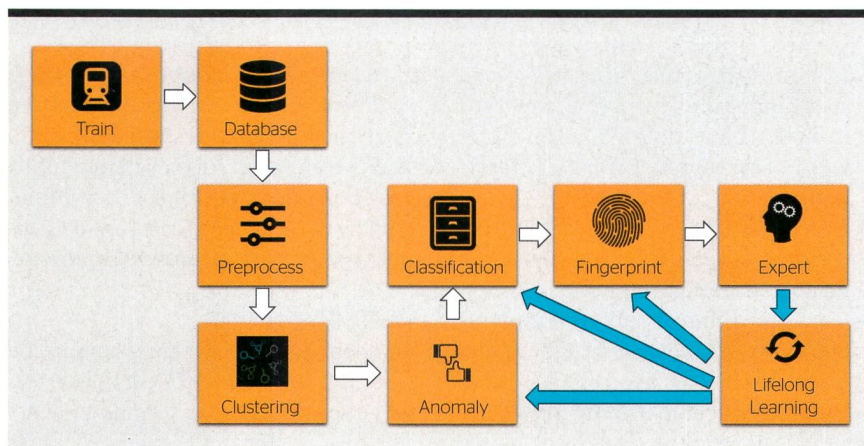 Train
Database
Preprocess
Classification
Fingerprint
Expert
Clustering
Anomaly
Lifelong
Learning